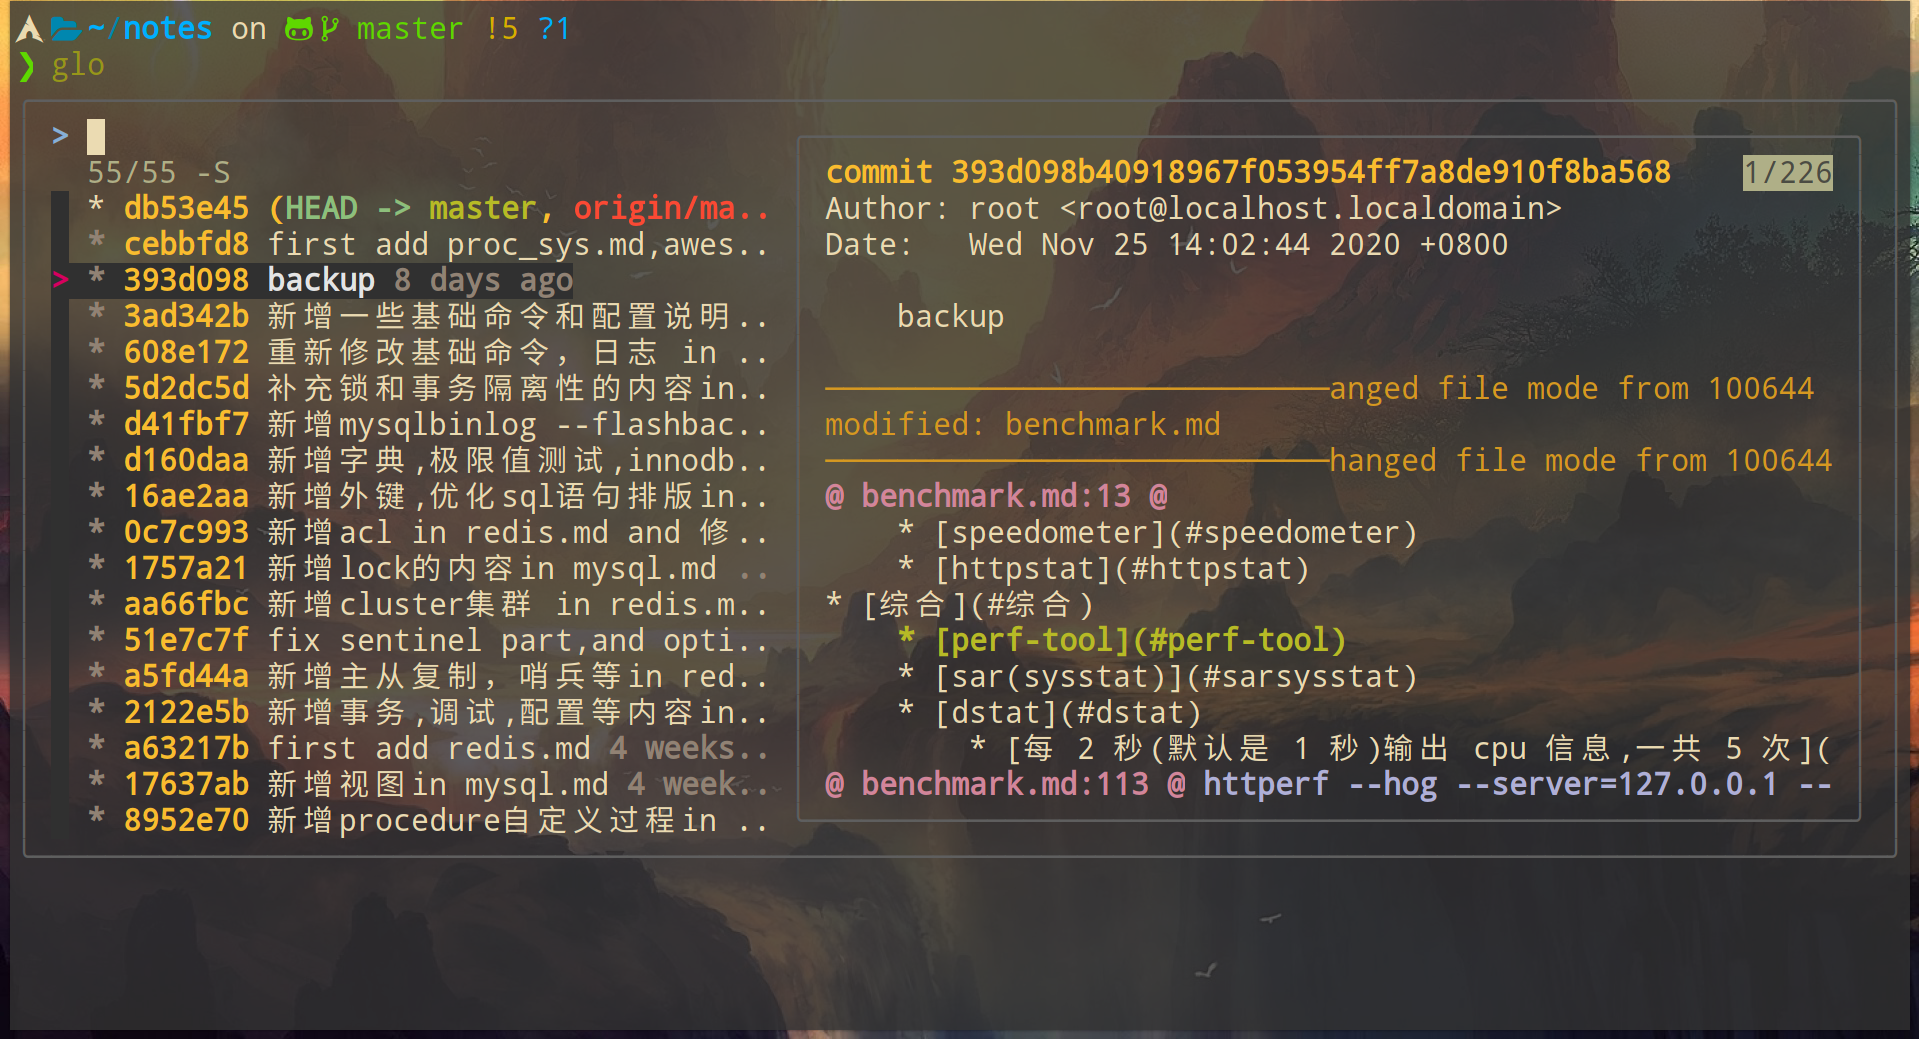 ~/notes on master !5 ?1
❯ glo
>
55/55 -S
* db53e45 (HEAD -> master, origin/ma..
* cebbfd8 first add proc_sys.md,awes..
> * 393d098 backup 8 days ago
* 3ad342b 新增一些基础命令和配置说明..
* 608e172 重新修改基础命令，日志 in ..
* 5d2dc5d 补充锁和事务隔离性的内容in..
* d41fbf7 新增mysqlbinlog --flashbac..
* d160daa 新增字典,极限值测试,innodb..
* 16ae2aa 新增外键,优化sql语句排版in..
* 0c7c993 新增acl in redis.md and 修 ..
* 1757a21 新增lock的内容in mysql.md ..
* aa66fbc 新增cluster集群 in redis.m..
* 51e7c7f fix sentinel part,and opti..
* a5fd44a 新增主从复制，哨兵等in red..
* 2122e5b 新增事务,调试,配置等内容in..
* a63217b first add redis.md 4 weeks..
* 17637ab 新增视图in mysql.md 4 week..
* 8952e70 新增procedure自定义过程in ..
commit 393d098b40918967f053954ff7a8de910f8ba568 1/226
Author: root <root@localhost.localdomain>
Date:   Wed Nov 25 14:02:44 2020 +0800
backup
────────────────────────────anged file mode from 100644
modified: benchmark.md
────────────────────────────hanged file mode from 100644
@ benchmark.md:13 @
* [speedometer](#speedometer)
* [httpstat](#httpstat)
* [综合](#综合)
* [perf-tool](#perf-tool)
* [sar(sysstat)](#sarsysstat)
* [dstat](#dstat)
* [每 2 秒(默认是 1 秒)输出 cpu 信息,一共 5 次](
@ benchmark.md:113 @ httperf --hog --server=127.0.0.1 --